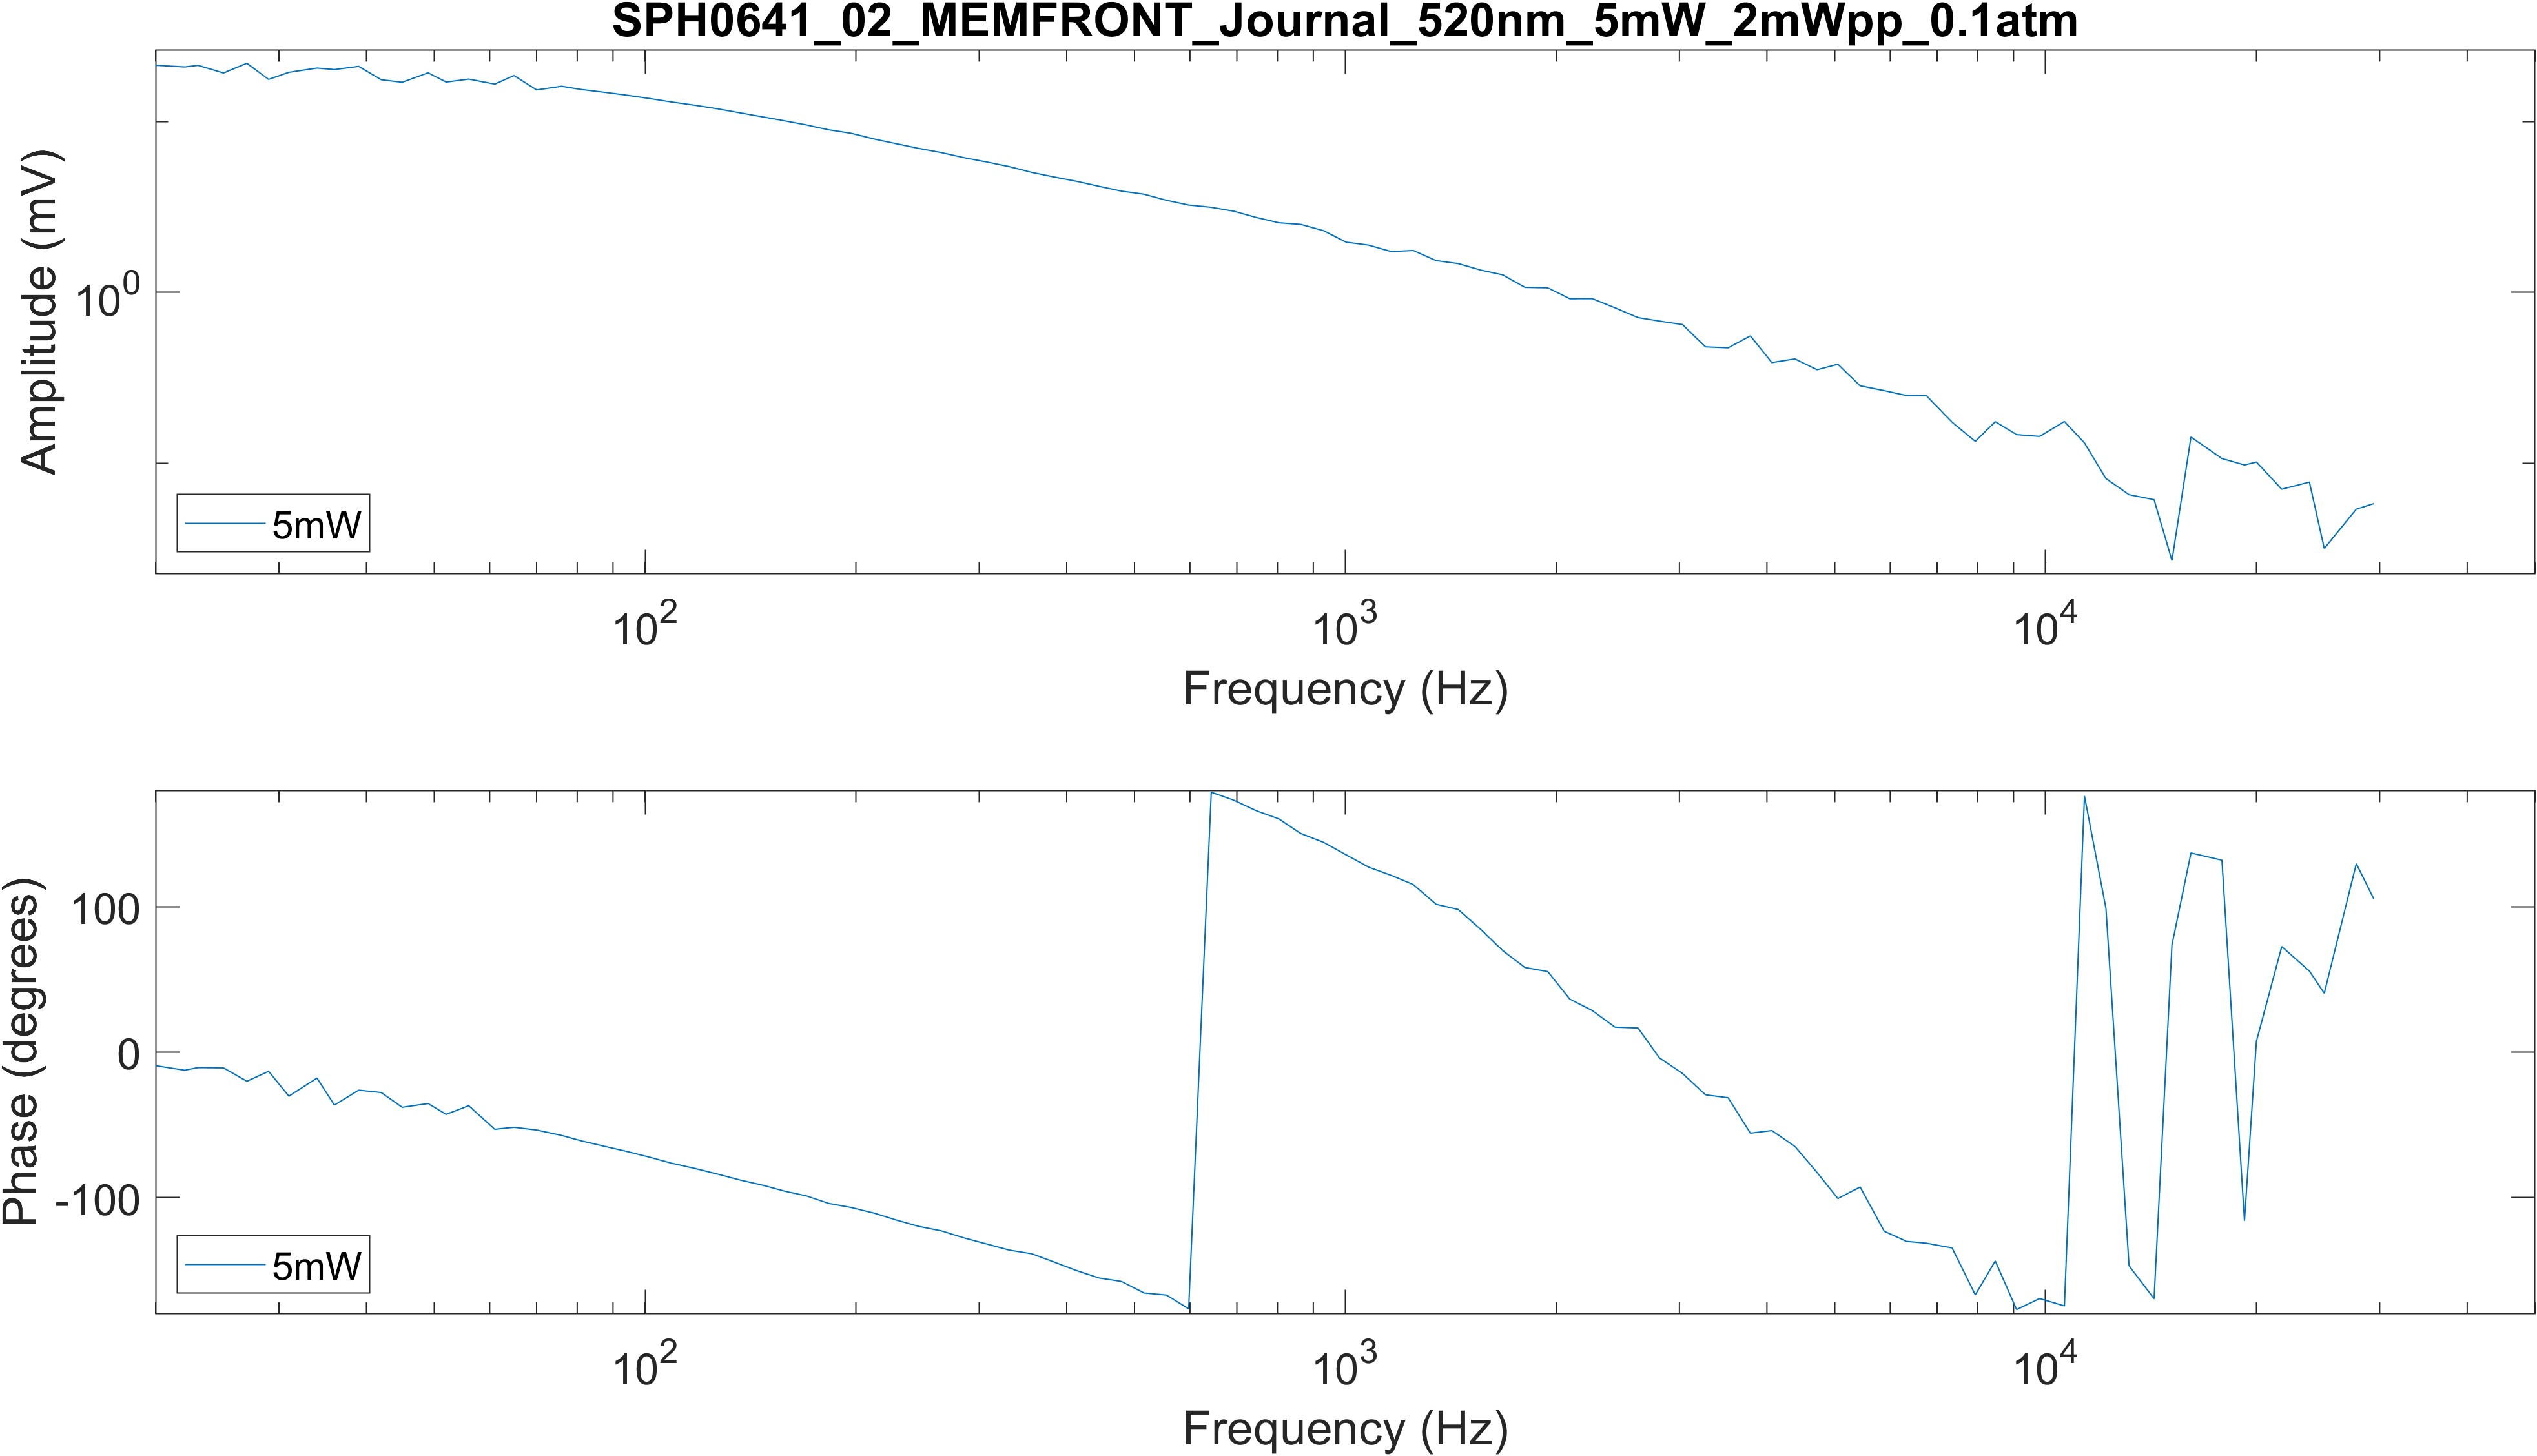 SPH0641_02_MEMFRONT_Journal_520nm_5mW_2mWpp_0.1atm
Amplitude (mV)
10^0
5mW
10^2 10^3 10^4
Frequency (Hz)
Phase (degrees)
100
0
-100
5mW
10^2 10^3 10^4
Frequency (Hz)